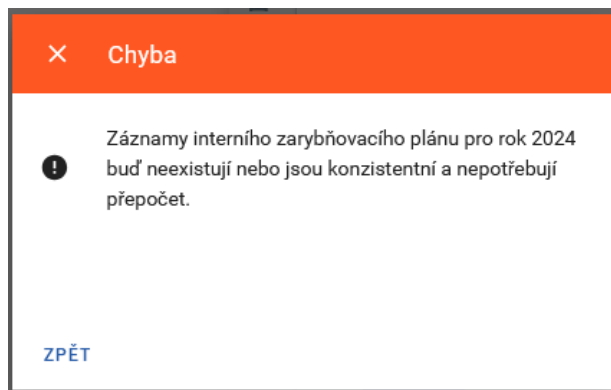 Chyba
Záznamy interního zarybňovacího plánu pro rok 2024
buď neexistují nebo jsou konzistentní a nepotřebují
přepočet.
ZPĚT